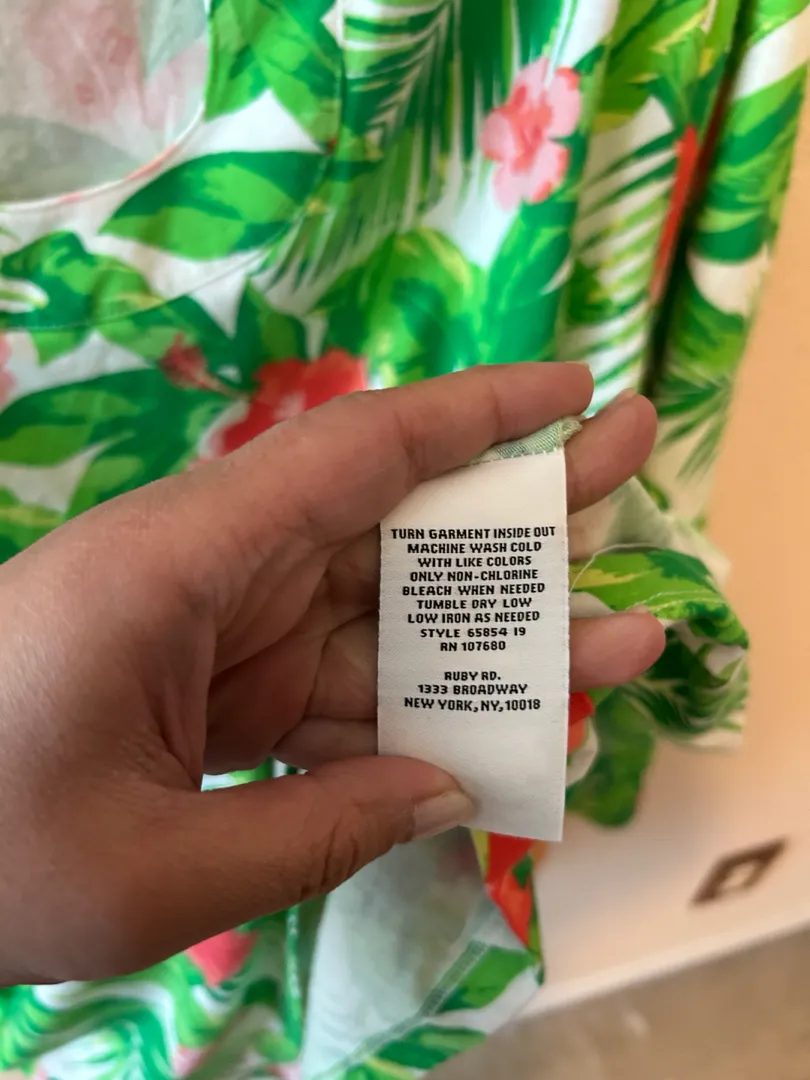 TURN GARMENT INSIDE OUT
MACHINE WASH COLD
WITH LIKE COLORS
ONLY NON-CHLORINE
BLEACH WHEN NEEDED
TUMBLE DRY LOW
LOW IRON AS NEEDED
STYLE 65854 19
RN 107680
RUBY RD.
1333 BROADWAY
NEW YORK, NY, 10018